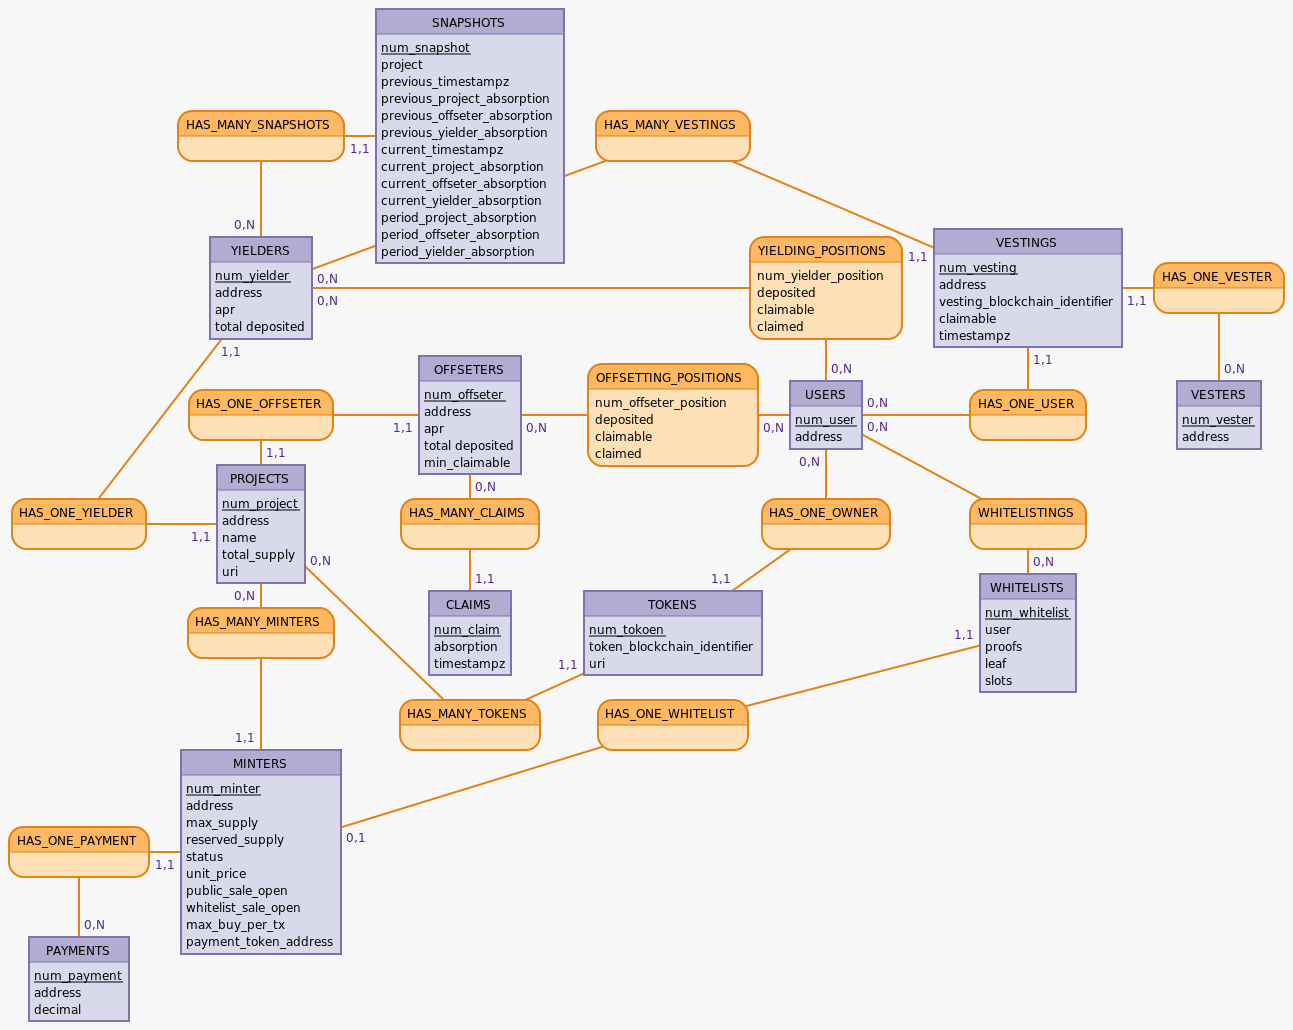 SNAPSHOTS
num_snapshot
project
previous_timestampz
previous_project_absorption
previous_offseter_absorption
previous_yielder_absorption
current_timestampz
current_project_absorption
current_offseter_absorption
current_yielder_absorption
period_project_absorption
period_offseter_absorption
period_yielder_absorption
HAS_MANY_SNAPSHOTS
1,1
0,N
HAS_MANY_VESTINGS
0,N
1,1
YIELDERS
num_yielder
address
apr
total deposited
0,N
1,1
YIELDING_POSITIONS
num_yielder_position
deposited
claimable
claimed
0,N
VESTINGS
num_vesting
address
vesting_blockchain_identifier
claimable
timestampz
1,1
1,1
HAS_ONE_VESTER
0,N
VESTERS
num_vester
address
HAS_ONE_OFFSETER
1,1
1,1
OFFSETERS
num_offseter
address
apr
total deposited
min_claimable
0,N
0,N
OFFSETTING_POSITIONS
num_offseter_position
deposited
claimable
claimed
0,N
USERS
num_user
address
0,N
0,N
0,N
HAS_ONE_USER
HAS_ONE_YIELDER
1,1
PROJECTS
num_project
address
name
total_supply
uri
0,N
0,N
HAS_MANY_CLAIMS
1,1
CLAIMS
num_claim
absorption
timestampz
HAS_ONE_OWNER
1,1
WHITELISTINGS
0,N
WHITELISTS
num_whitelist
user
proofs
leaf
slots
1,1
TOKENS
num_tokoen
token_blockchain_identifier
uri
1,1
HAS_MANY_MINTERS
1,1
HAS_MANY_TOKENS
HAS_ONE_WHITELIST
0,1
MINTERS
num_minter
address
max_supply
reserved_supply
status
unit_price
public_sale_open
whitelist_sale_open
max_buy_per_tx
payment_token_address
HAS_ONE_PAYMENT
1,1
0,N
PAYMENTS
num_payment
address
decimal